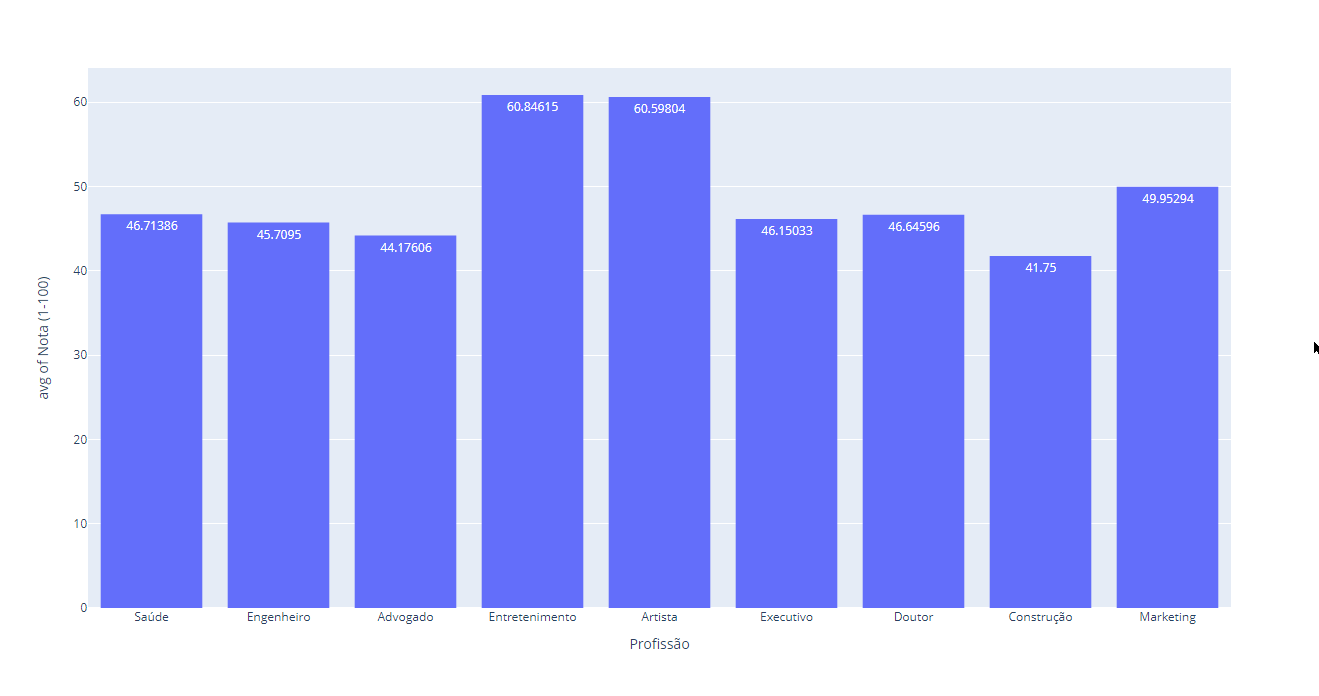 60
50
40
30
20
10
0
avg of Nota (1-100)
46.71386
45.7095
44.17606
60.84615
60.59804
46.15033
46.64596
41.75
49.95294
Saúde
Engenheiro
Advogado
Entretenimento
Artista
Executivo
Doutor
Construção
Marketing
Profissão